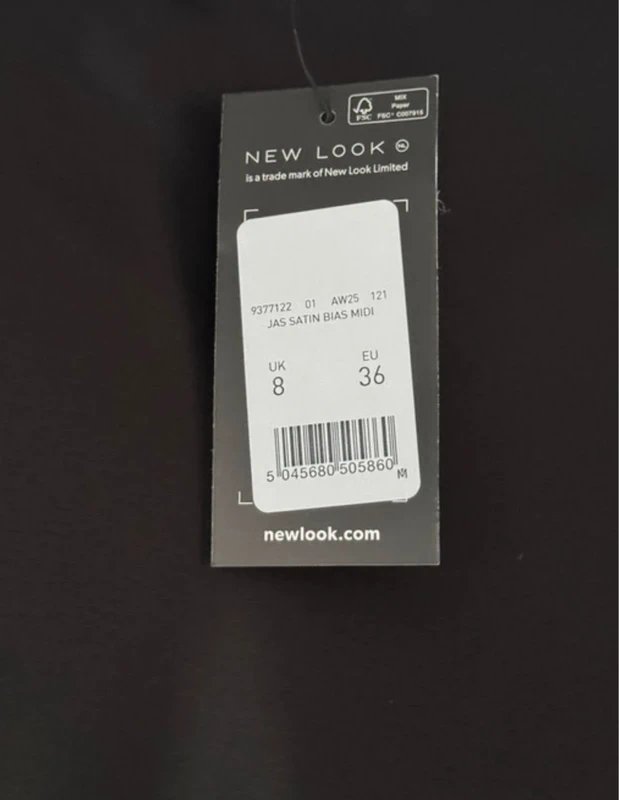 MIX
Paper
FSC FSC® C007915
NEW LOOK NL
is a trade mark of New Look Limited
9377122 01 AW25 121
JAS SATIN BIAS MIDI
UK EU
8 36
5 045680 505860 M
newlook.com